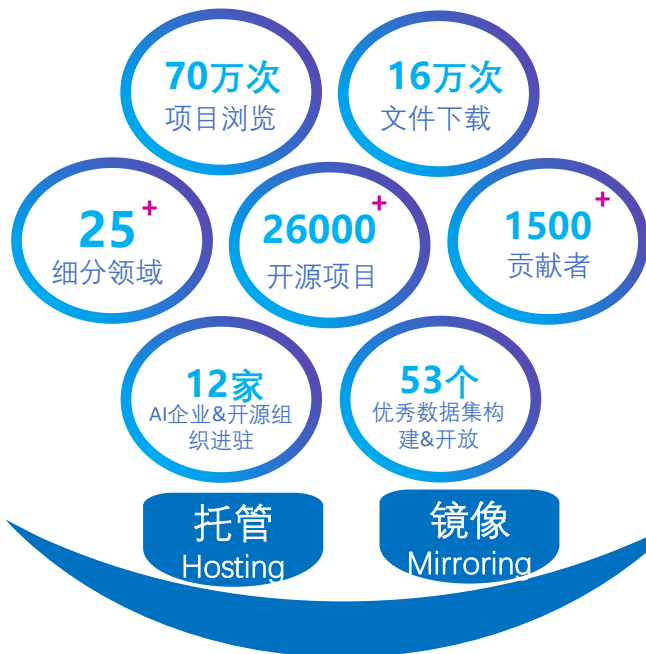 70万次
项目浏览
16万次
文件下载
25+
细分领域
26000+
开源项目
1500+
贡献者
12家
AI企业&开源组
织进驻
53个
优秀数据集构
建&开放
托管
Hosting
镜像
Mirroring